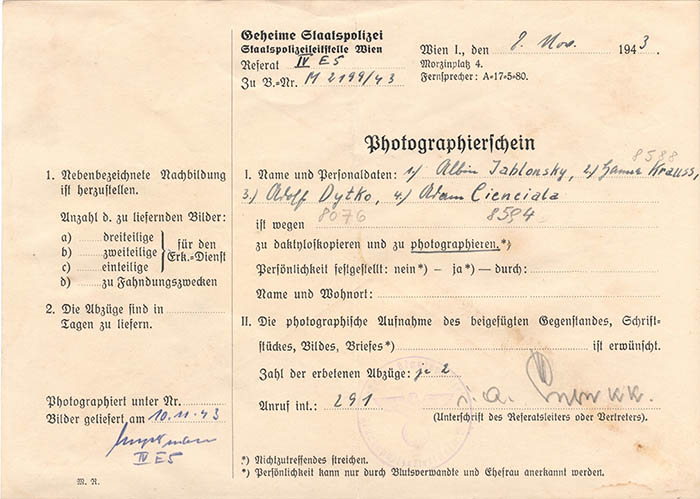 Geheime Staatspolizei
Staatspolizeileitstelle Wien
Referat IV E5
Zu B.-Nr. M 2199/43
Wien I., den 8. Nov. 1943.
Morzinplatz 4.
Fernsprecher: A-17-5-80.
Photographierschein
1. Nebenbezeichnete Nachbildung
ist herzustellen.
Anzahl d. zu liefernden Bilder:
a) dreiteilige
b) zweiteilige
c) einteilige
für den
Erk.-Dienst
d) zu Fahndungszwecken
2. Die Abzüge sind in
Tagen zu liefern.
Photographiert unter Nr.
Bilder geliefert am 10.11.43
IV E5
M. R.
8588
I. Name und Personaldaten: 1.) Albin Jablonsky, 2.) Hanna Krauss,
3.) Adolf Dytko, 4.) Adam Cienciala
ist wegen 8076 8594
zu daktyloskopieren und zu photographieren.*)
Persönlichkeit festgestellt: nein*) – ja*) – durch:
Name und Wohnort:
II. Die photographische Aufnahme des beigefügten Gegenstandes, Schrift-
stückes, Bildes, Briefes*) ist erwünscht.
Zahl der erbetenen Abzüge: je 2
Anruf int.: 291
i. A.
(Unterschrift des Referatsleiters oder Vertreters).
*) Nichtzutreffendes streichen.
*) Persönlichkeit kann nur durch Blutsverwandte und Ehefrau anerkannt werden.